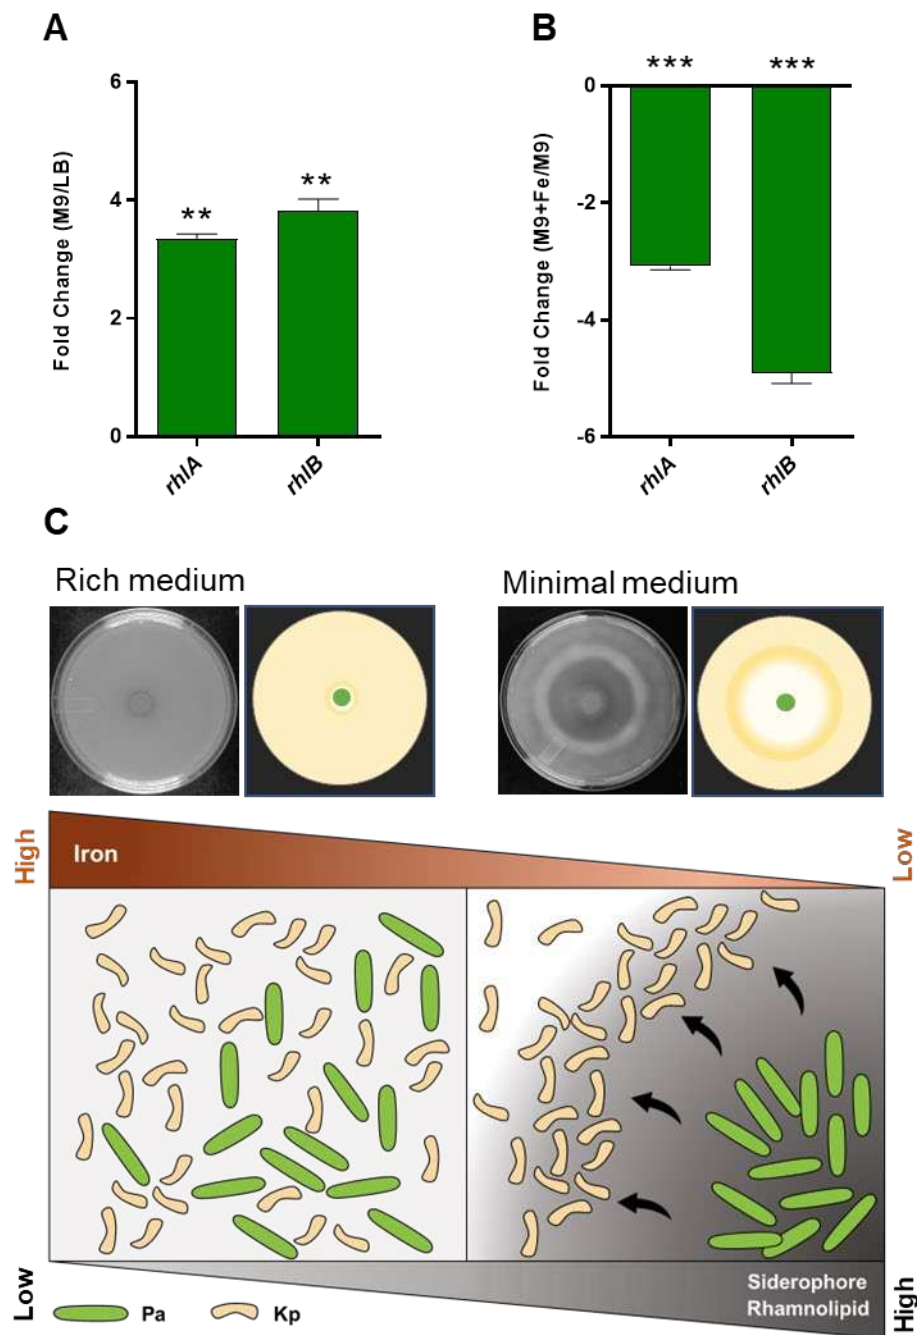 A
Fold Change (M9/LB)
6
4
2
0
**
**
rhlA
rhlB
B
Fold Change (M9+Fe/M9)
0
-2
-4
-6
***
***
rhlA
rhlB
C
Rich medium
Minimal medium
High
Iron
Low
Low
Siderophore
Rhamnolipid
High
Pa
Kp